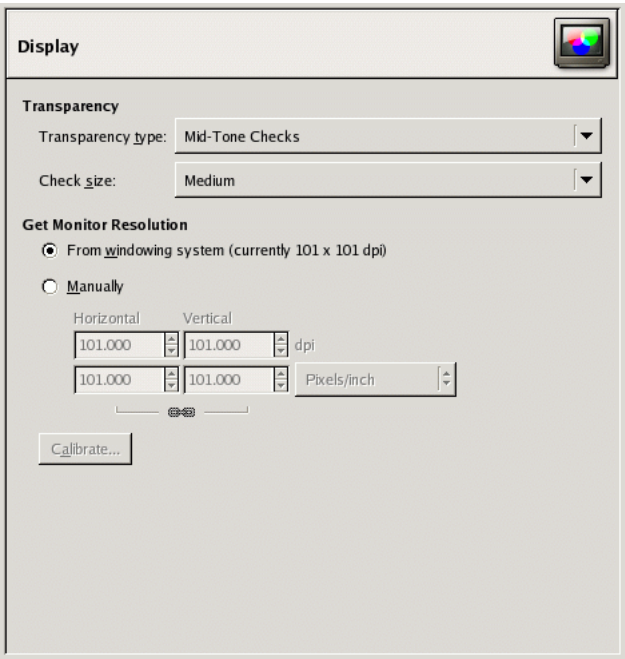 Display
Transparency
Transparency type: Mid-Tone Checks
Check size: Medium
Get Monitor Resolution
From windowing system (currently 101 x 101 dpi)
Manually
Horizontal Vertical
101.000 101.000 dpi
101.000 101.000 Pixels/inch
Calibrate...